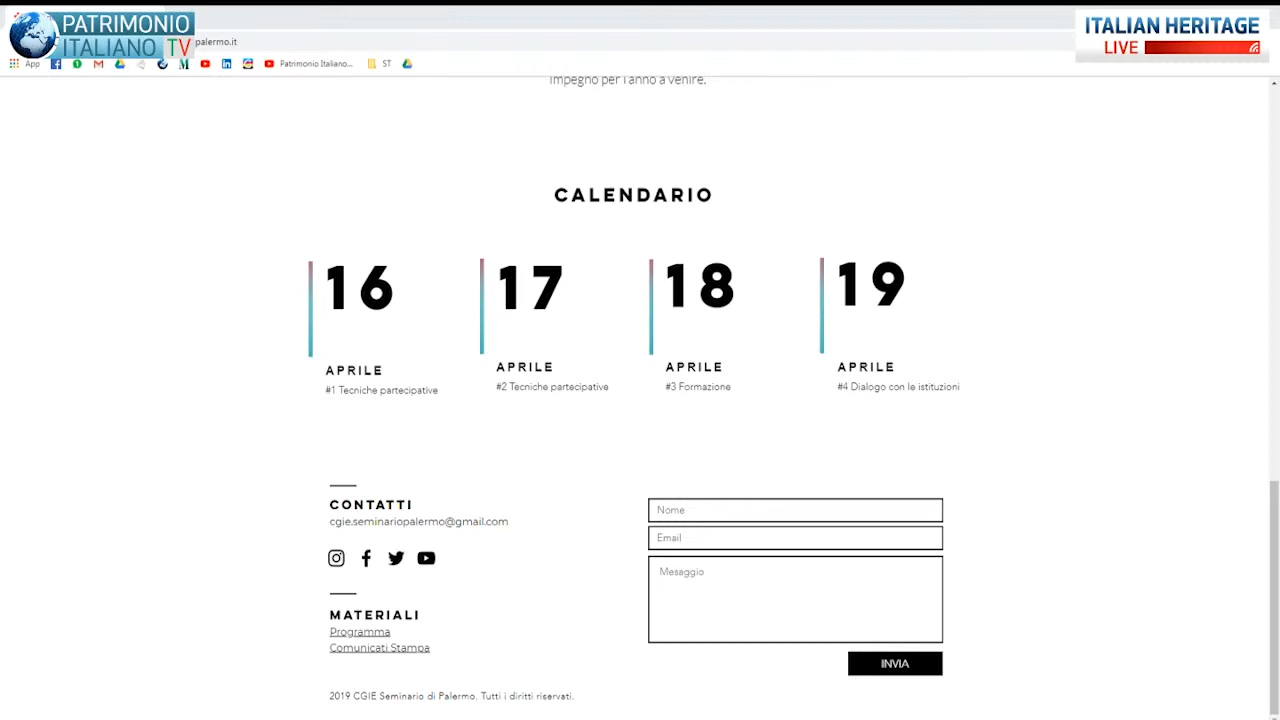 PATRIMONIO
ITALIANO TV
palermo.it
ITALIAN HERITAGE
LIVE
App
Patrimonio Italiano...
ST
impegno per l'anno a venire.
CALENDARIO
16
APRILE
#1 Tecniche partecipative
17
APRILE
#2 Tecniche partecipative
18
APRILE
#3 Formazione
19
APRILE
#4 Dialogo con le istituzioni
CONTATTI
cgie.seminariopalermo@gmail.com
MATERIALI
Programma
Comunicati Stampa
2019 CGIE Seminario di Palermo. Tutti i diritti riservati.
Nome
Email
Mesaggio
INVIA